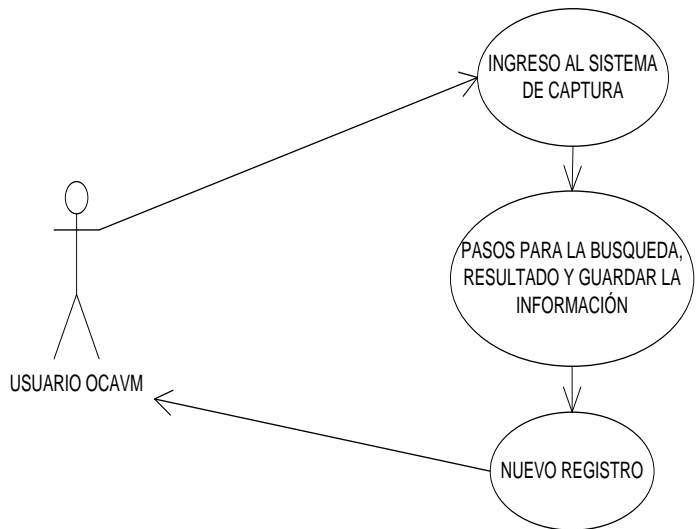 INGRESO AL SISTEMA
DE CAPTURA
PASOS PARA LA BUSQUEDA,
RESULTADO Y GUARDAR LA
INFORMACIÓN
USUARIO OCAVM
NUEVO REGISTRO